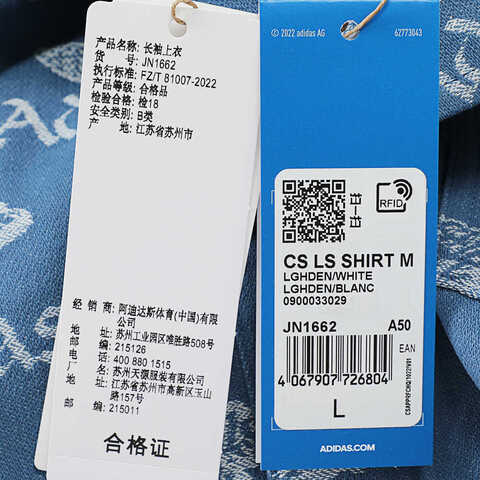 产品名称: 长袖上衣
货 号: JN1662
执行标准: FZ/T 81007-2022
产品等级: 合格品
检验合格: 检18
安全类别: B类
产 地: 江苏省苏州市
经 销 商: 阿迪达斯体育(中国)有限
公司
地 址: 苏州工业园区唯胜路508号
邮 编: 215126
电 话: 400 880 1515
厂 名: 苏州天源服装有限公司
地 址: 江苏省苏州市高新区玉山
路157号
邮 编: 215011
合格证
© 2022 adidas AG
62773043
RFID
CS LS SHIRT M
LGHDEN/WHITE
LGHDEN/BLANC
0900033029
JN1662 A50
EAN
4 067907 726804
L
ADIDAS.COM
Ad